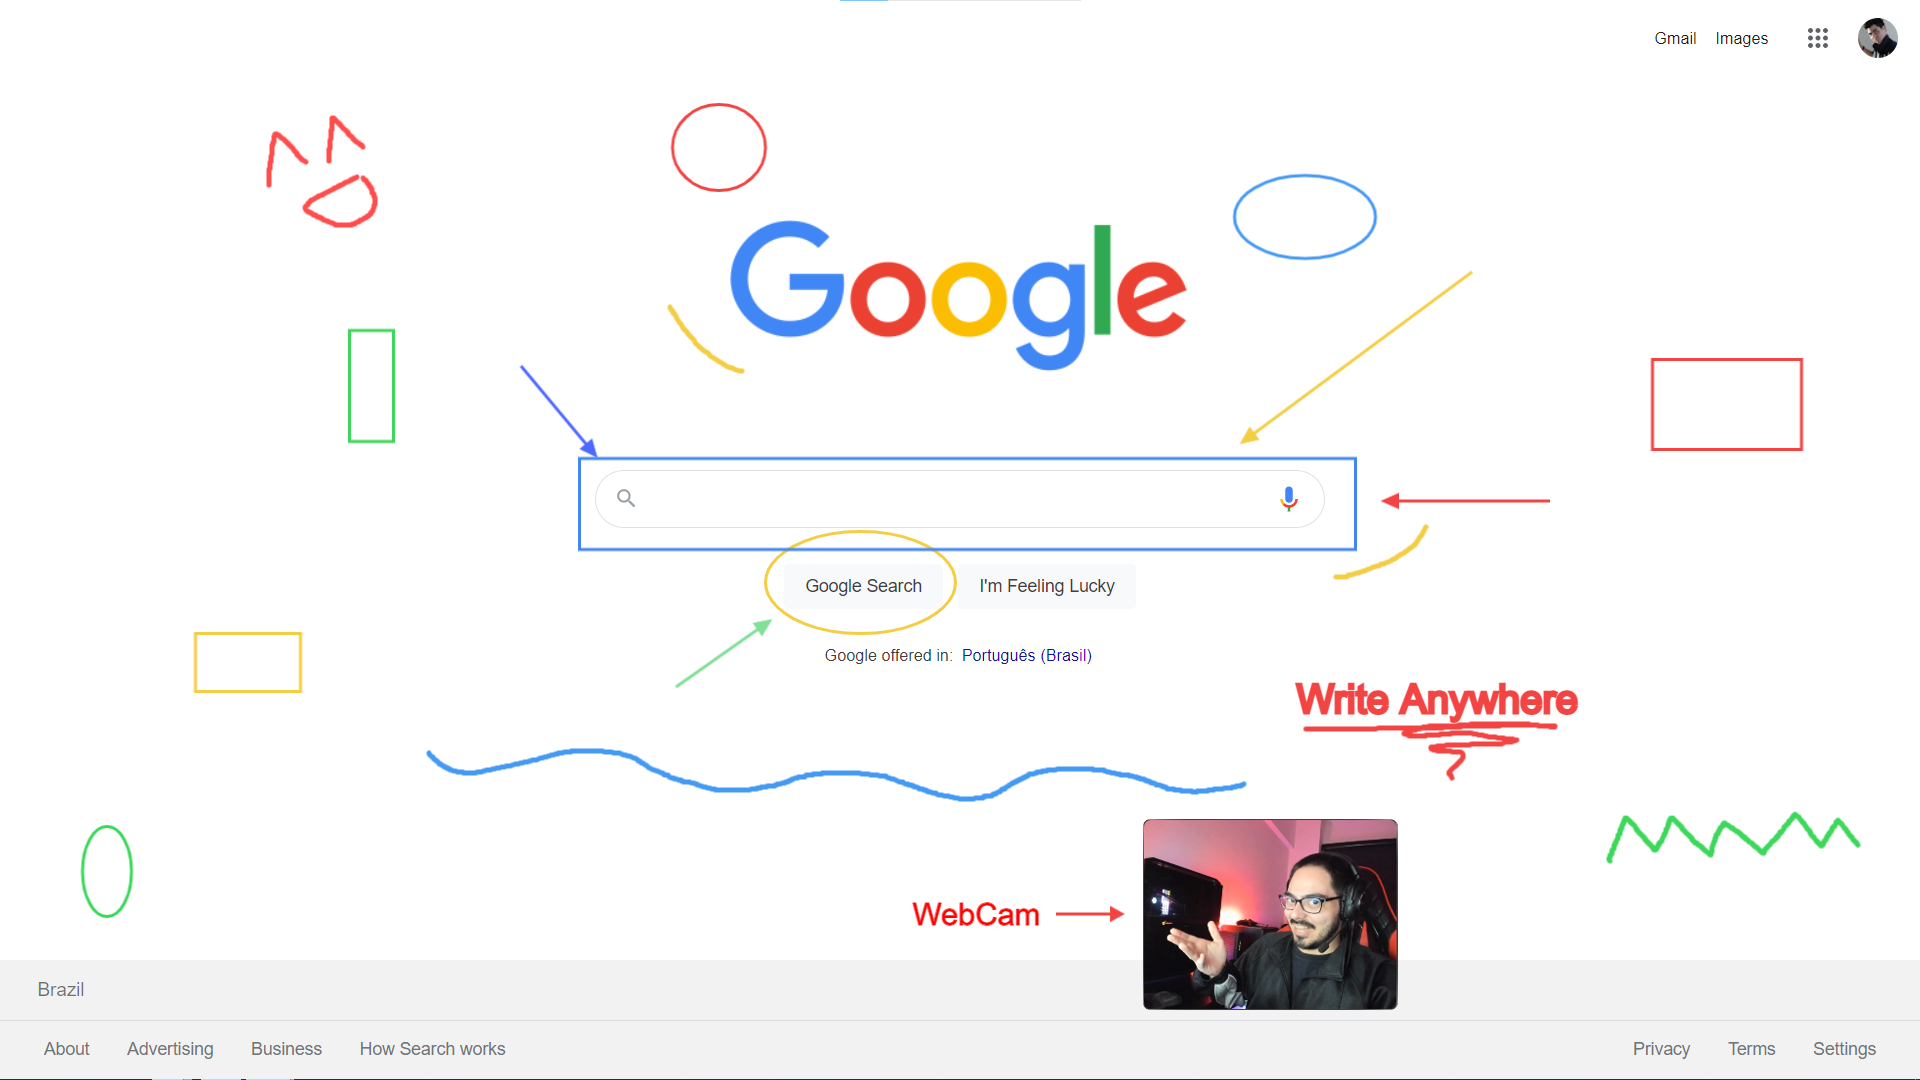 Gmail Images
Google
Google Search I'm Feeling Lucky
Google offered in: Português (Brasil)
Write Anywhere
WebCam
Brazil
About Advertising Business How Search works Privacy Terms Settings